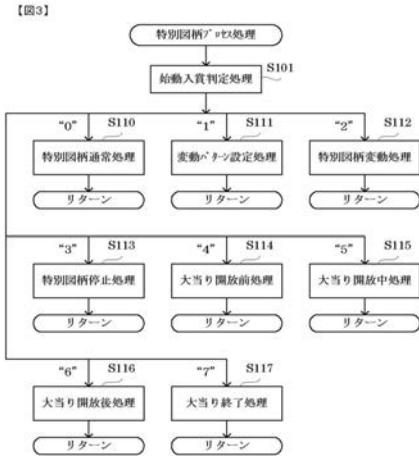 【図3】
特別図柄プロセス処理
S101
始動入賞判定処理
“0” S110 “1” S111 “2” S112
特別図柄通常処理 変動パターン設定処理 特別図柄変動処理
リターン リターン リターン
“3” S113 “4” S114 “5” S115
特別図柄停止処理 大当り開放前処理 大当り開放中処理
リターン リターン リターン
“6” S116 “7” S117
大当り開放後処理 大当り終了処理
リターン リターン